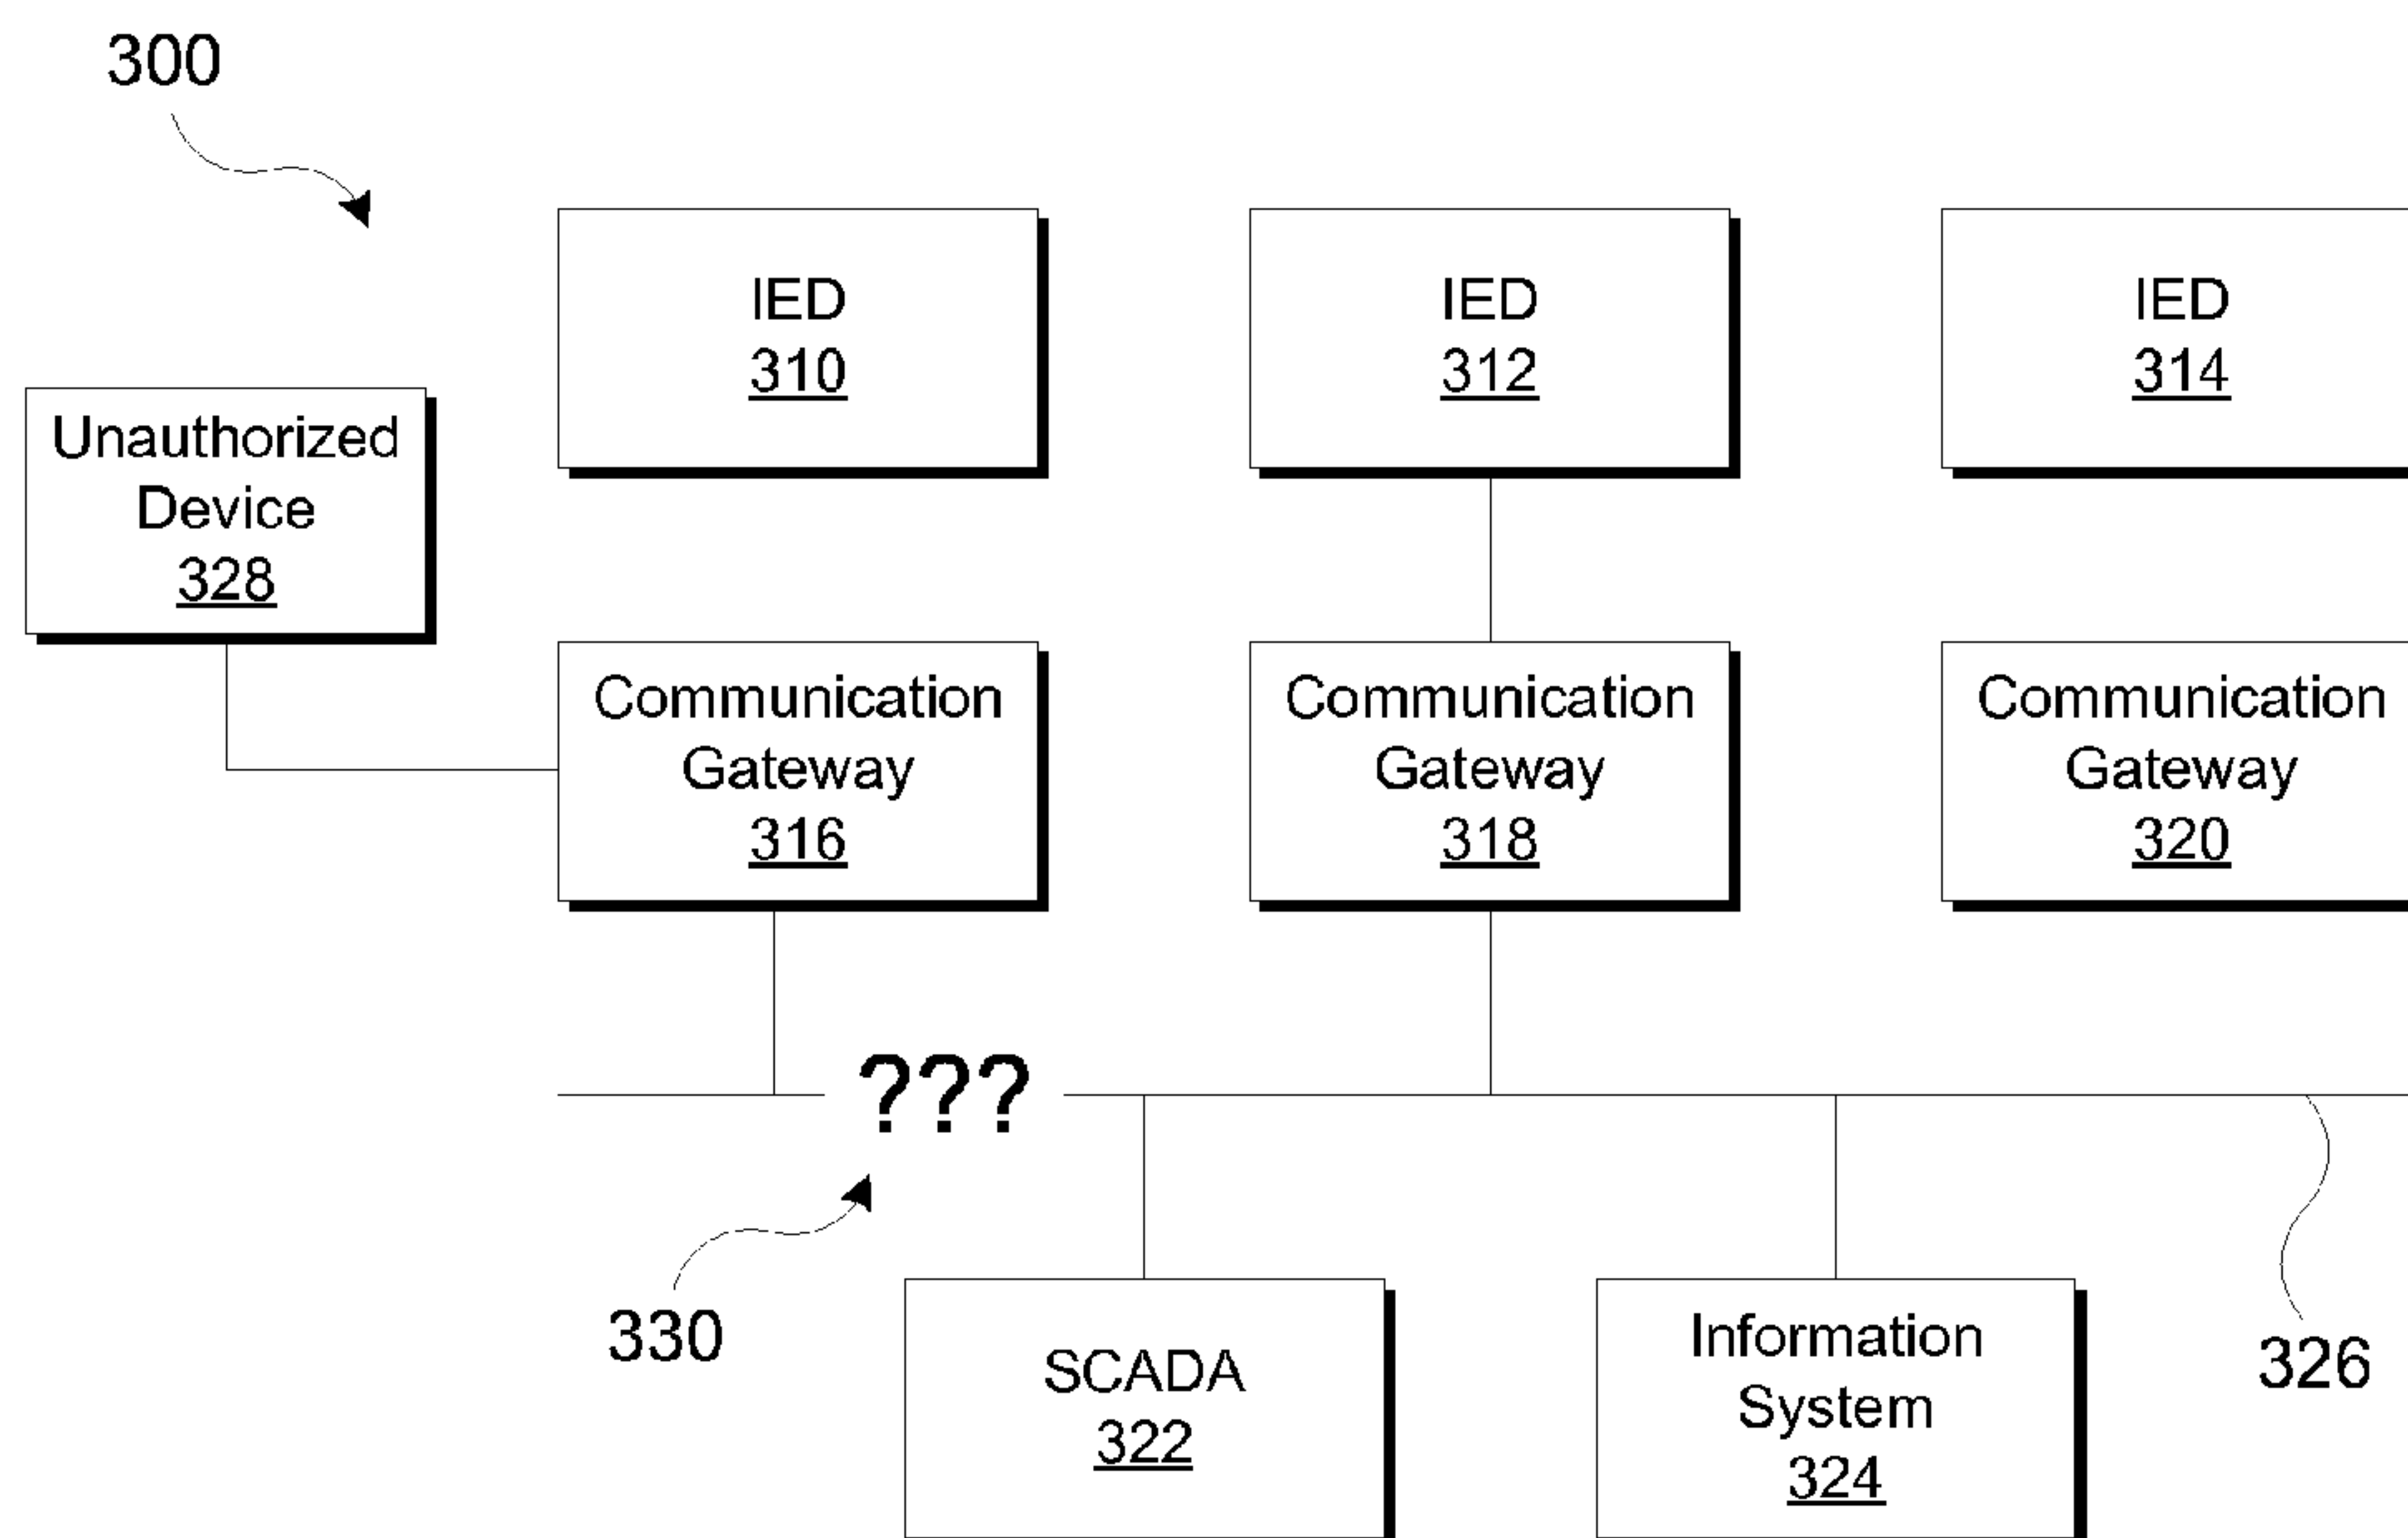 300
IED
310
IED
312
IED
314
Unauthorized
Device
328
Communication
Gateway
316
Communication
Gateway
318
Communication
Gateway
320
???
330
SCADA
322
Information
System
324
326